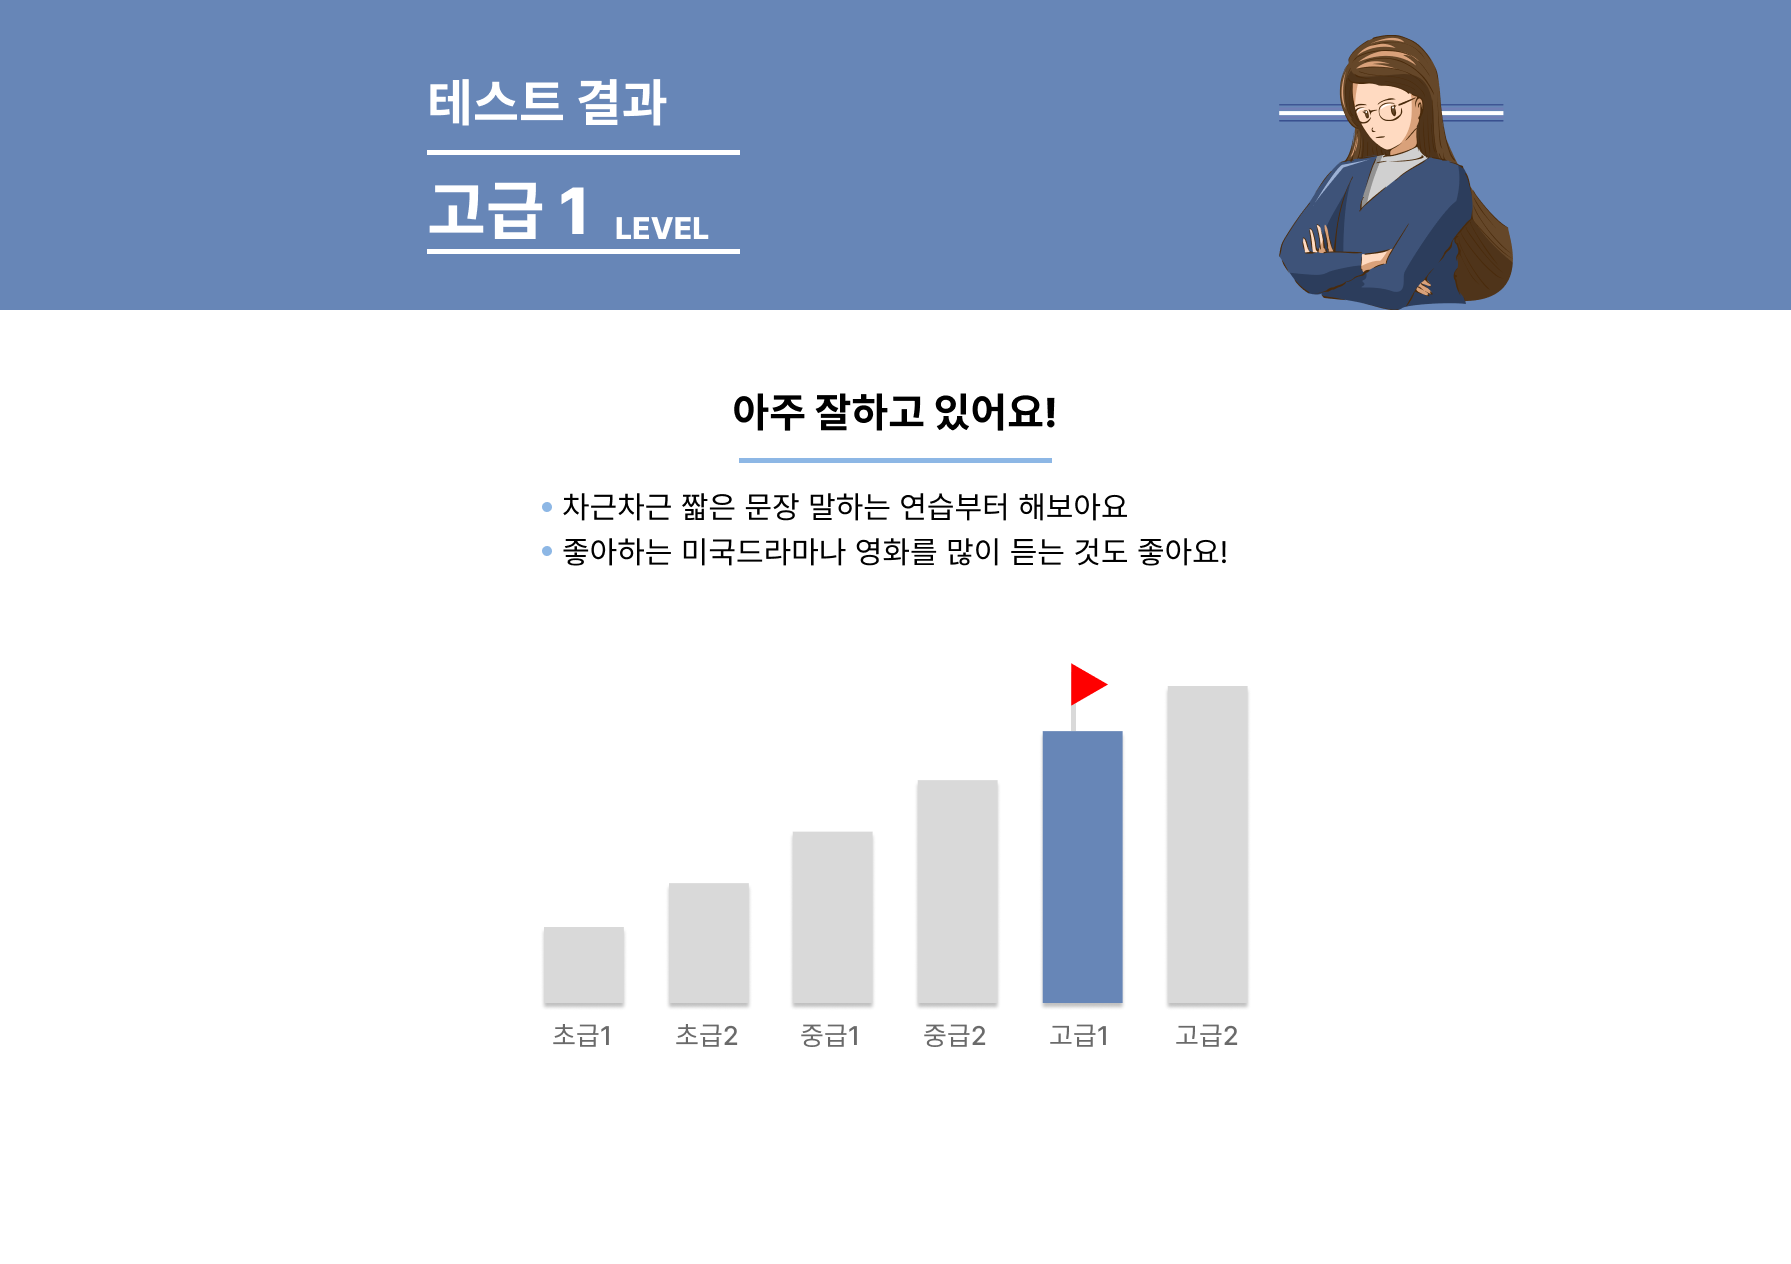 테스트 결과
고급 1 LEVEL
아주 잘하고 있어요!
차근차근 짧은 문장 말하는 연습부터 해보아요
좋아하는 미국드라마나 영화를 많이 듣는 것도 좋아요!
초급1 초급2 중급1 중급2 고급1 고급2